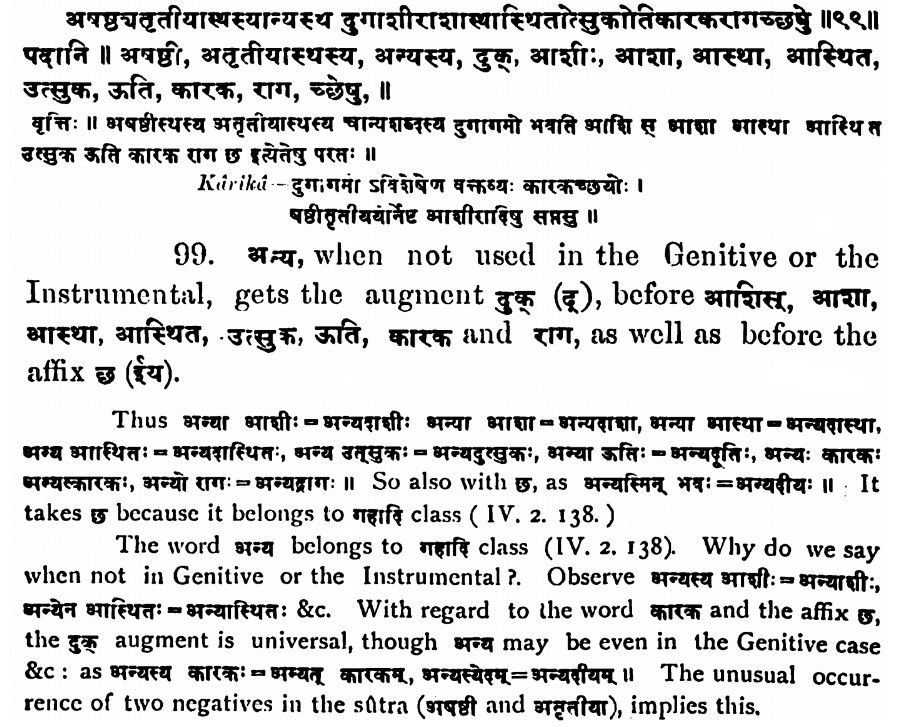 अषष्ठ्यतृतीयास्थस्यान्यस्य दुगाशीराशास्थास्थितोत्सुकोतिकारकरागच्छेषु ॥९९॥
पदानि ॥ अषष्ठी, अतृतीयास्थस्य, अन्यस्य, दुक्, आशीः, आशा, आस्था, आस्थित,
उत्सुक, ऊति, कारक, राग, च्छेषु, ॥
वृत्तिः ॥ अषष्ठीस्थस्य अतृतीयास्थस्य चान्यशब्दस्य दुगागमो भवति आशि स् आशा आस्था आस्थित
उत्सुक ऊति कारक राग छ इत्येतेषु परतः ॥
Kârikâ – दुगागमो ऽविशेषेण वक्तव्यः कारकच्छयोः ।
षष्ठीतृतीययोर्नेष्ट आशीरादिषु सप्तसु ॥
99. अन्य, when not used in the Genitive or the
Instrumental, gets the augment दुक् (द्), before आशिस्, आशा,
आस्था, आस्थित, उत्सुक, ऊति, कारक and राग, as well as before the
affix छ (ईय).
Thus अन्या आशीः = अन्यदाशीः अन्या आशा = अन्यदाशा, अन्या आस्था = अन्यदास्था,
अन्य आास्थितः = अन्यदास्थितः, अन्य उत्सुकः = अन्यदुत्सुकः, अन्या ऊतिः = अन्यदूतिः, अन्यः कारकः
अन्यत्कारकः, अन्यो रागः = अन्यद्रागः ॥ So also with छ, as अन्यस्मिन् भवः = अन्यदीयः ॥ It
takes छ because it belongs to गहादि class ( IV. 2. 138. )
The word अन्य belongs to गहादि class (IV. 2. 138). Why do we say
when not in Genitive or the Instrumental ?. Observe अन्यस्य आशीः = अन्याशीः,
अन्येन आस्थितः = अन्यास्थितः &c. With regard to the word कारक and the affix छ,
the दुक् augment is universal, though अन्य may be even in the Genitive case
&c : as अन्यस्य कारकः = अन्यत् कारकम्, अन्यस्येदम् = अन्यदीयम् ॥ The unusual occur-
rence of two negatives in the sûtra (अषष्ठी and अतृतीया), implies this.